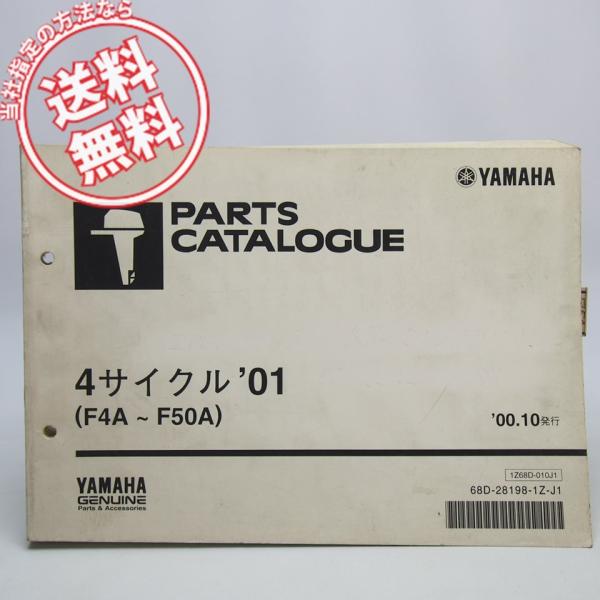 当社指定の方法なら
送料
無料
YAMAHA
PARTS
CATALOGUE
4サイクル '01
(F4A ~ F50A)
'00.10発行
1Z68D-010J1
68D-28198-1Z-J1
YAMAHA
GENUINE
Parts & Accessories